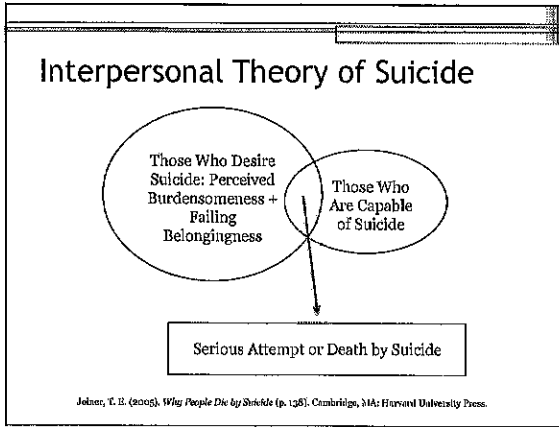 Interpersonal Theory of Suicide
Those Who Desire
Suicide: Perceived
Burdensomeness +
Failing
Belongingness
Those Who
Are Capable
of Suicide
Serious Attempt or Death by Suicide
Joiner, T. E. (2005). Why People Die by Suicide (p. 138). Cambridge, MA: Harvard University Press.